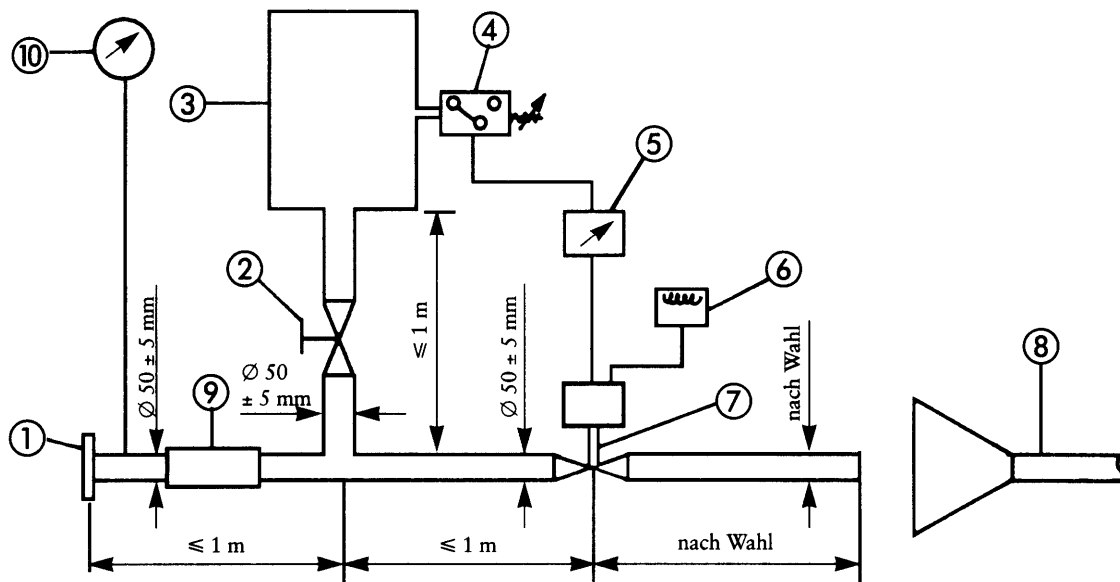 ④
⑩
③
⑤
②
⑥
≤ 1 m
Ø 50 ± 5 mm
Ø 50
± 5 mm
Ø 50 ± 5 mm
nach Wahl
⑧
⑨
⑦
①
≤ 1 m
≤ 1 m
nach Wahl